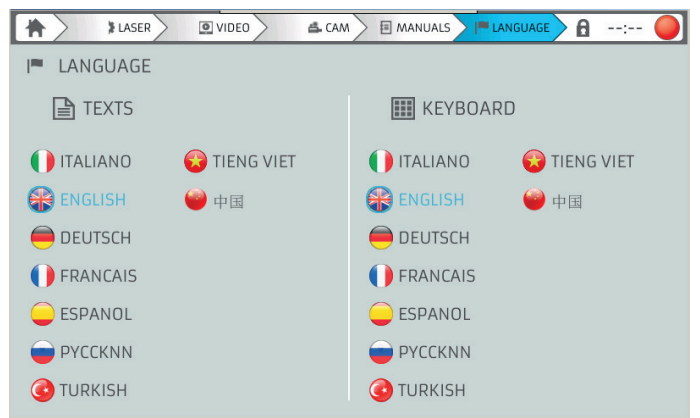 LASER VIDEO CAM MANUALS LANGUAGE --:--
LANGUAGE
TEXTS
ITALIANO TIENG VIET
ENGLISH 中国
DEUTSCH
FRANCAIS
ESPANOL
PYCCKNN
TURKISH
KEYBOARD
ITALIANO TIENG VIET
ENGLISH 中国
DEUTSCH
FRANCAIS
ESPANOL
PYCCKNN
TURKISH